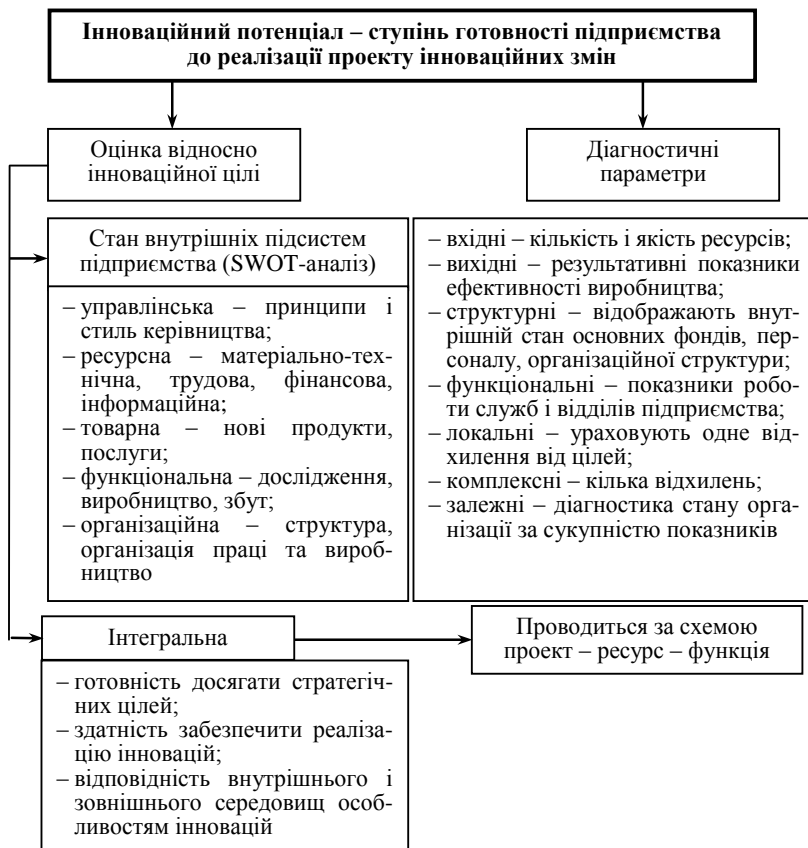 Інноваційний потенціал – ступінь готовності підприємства
до реалізації проекту інноваційних змін
Оцінка відносно
інноваційної цілі
Діагностичні
параметри
Стан внутрішніх підсистем
підприємства (SWOT-аналіз)
– управлінська – принципи і
стиль керівництва;
– ресурсна – матеріально-тех-
нічна, трудова, фінансова,
інформаційна;
– товарна – нові продукти,
послуги;
– функціональна – дослідження,
виробництво, збут;
– організаційна – структура,
організація праці та вироб-
ництво
– вхідні – кількість і якість ресурсів;
– вихідні – результативні показники
ефективності виробництва;
– структурні – відображають внут-
рішній стан основних фондів, пер-
соналу, організаційної структури;
– функціональні – показники робо-
ти служб і відділів підприємства;
– локальні – ураховують одне від-
хилення від цілей;
– комплексні – кілька відхилень;
– залежні – діагностика стану орга-
нізації за сукупністю показників
Інтегральна
Проводиться за схемою
проект – ресурс – функція
– готовність досягати стратегіч-
них цілей;
– здатність забезпечити реаліза-
цію інновацій;
– відповідність внутрішнього і
зовнішнього середовищ особ-
ливостям інновацій